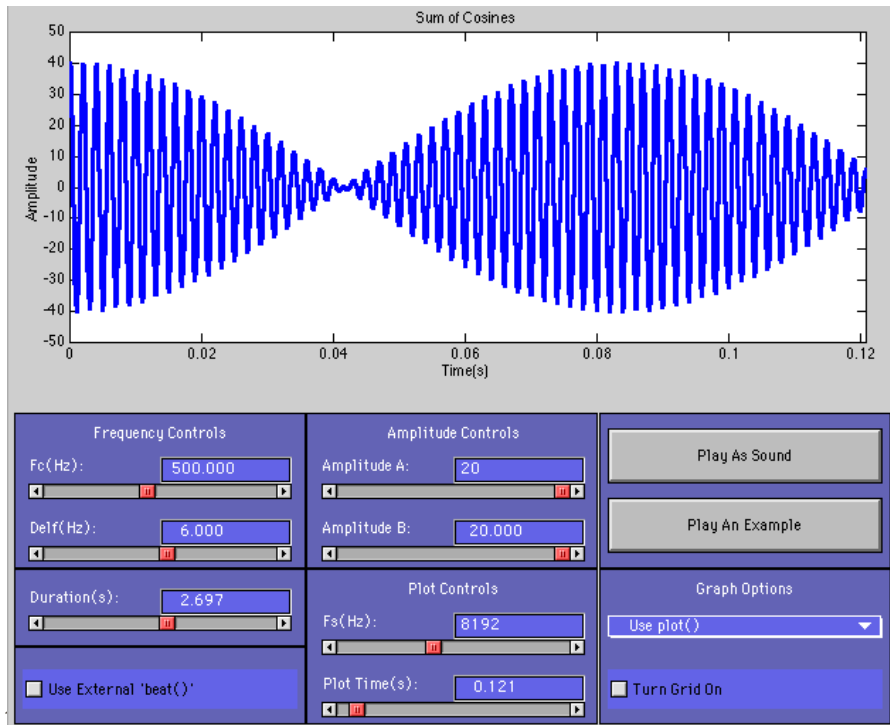 Sum of Cosines
50
40
30
20
10
0
-10
-20
-30
-40
-50
Amplitude
0 0.02 0.04 0.06 0.08 0.1 0.12
Time(s)
Frequency Controls
Fc(Hz): 500.000
Delf(Hz): 6.000
Duration(s): 2.697
Use External 'beat()'
Amplitude Controls
Amplitude A: 20
Amplitude B: 20.000
Plot Controls
Fs(Hz): 8192
Plot Time(s): 0.121
Play As Sound
Play An Example
Graph Options
Use plot()
Turn Grid On